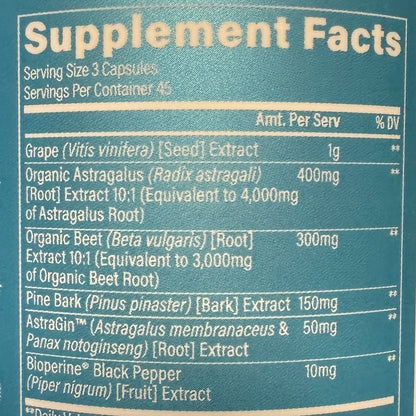 Supplement Facts
Serving Size 3 Capsules
Servings Per Container 45
Amt. Per Serv % DV
Grape (Vitis vinifera) [Seed] Extract 1g **
Organic Astragalus (Radix astragali) 400mg **
[Root] Extract 10:1 (Equivalent to 4,000mg
of Astragalus Root)
Organic Beet (Beta vulgaris) [Root] 300mg **
Extract 10:1 (Equivalent to 3,000mg
of Organic Beet Root)
Pine Bark (Pinus pinaster) [Bark] Extract 150mg **
AstraGin™ (Astragalus membranaceus & 50mg **
Panax notoginseng) [Root] Extract
Bioperine® Black Pepper 10mg **
(Piper nigrum) [Fruit] Extract
**Daily